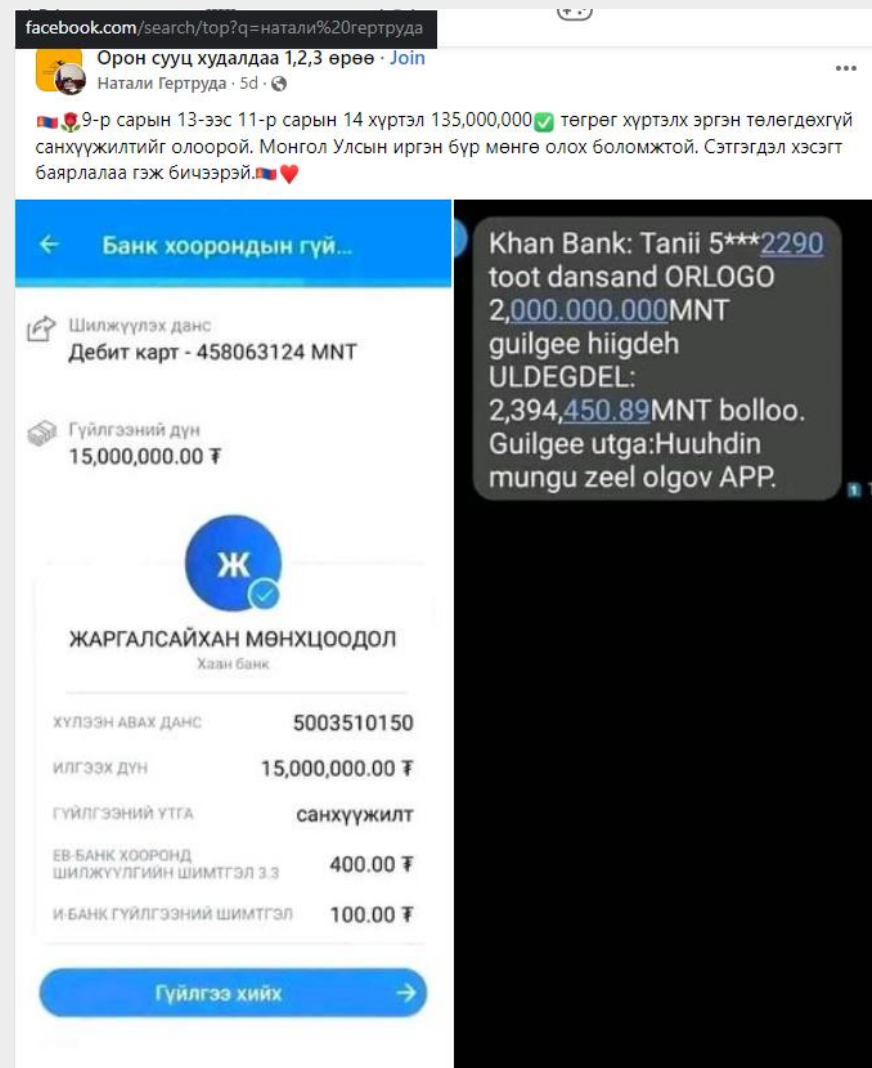 facebook.com/search/top?q=натали%20гертруда
Орон сууц худалдаа 1,2,3 өрөө · Join
Натали Гертруда · 5d ·
🇲🇳🌹9-р сарын 13-ээс 11-р сарын 14 хүртэл 135,000,000✅ төгрөг хүртэлх эргэн төлөгдөхгүй
санхүүжилтийг олоорой. Монгол Улсын иргэн бүр мөнгө олох боломжтой. Сэтгэгдэл хэсэгт
баярлалаа гэж бичээрэй.🇲🇳❤️
Банк хоорондын гүй...
Шилжүүлэх данс
Дебит карт - 458063124 MNT
Гүйлгээний дүн
15,000,000.00 ₮
Ж
ЖАРГАЛСАЙХАН МӨНХЦООДОЛ
Хаан банк
ХҮЛЭЭН АВАХ ДАНС 5003510150
ИЛГЭЭХ ДҮН 15,000,000.00 ₮
ГҮЙЛГЭЭНИЙ УТГА санхүүжилт
ЕВ-БАНК ХООРОНД
ШИЛЖҮҮЛГИЙН ШИМТГЭЛ 3.3 400.00 ₮
И-БАНК ГҮЙЛГЭЭНИЙ ШИМТГЭЛ 100.00 ₮
Гүйлгээ хийх
Khan Bank: Tanii 5***2290
toot dansand ORLOGO
2,000.000.000MNT
guilgee hiigdeh
ULDEGDEL:
2,394,450.89MNT bolloo.
Guilgee utga:Huuhdin
mungu zeel olgov APP.
1